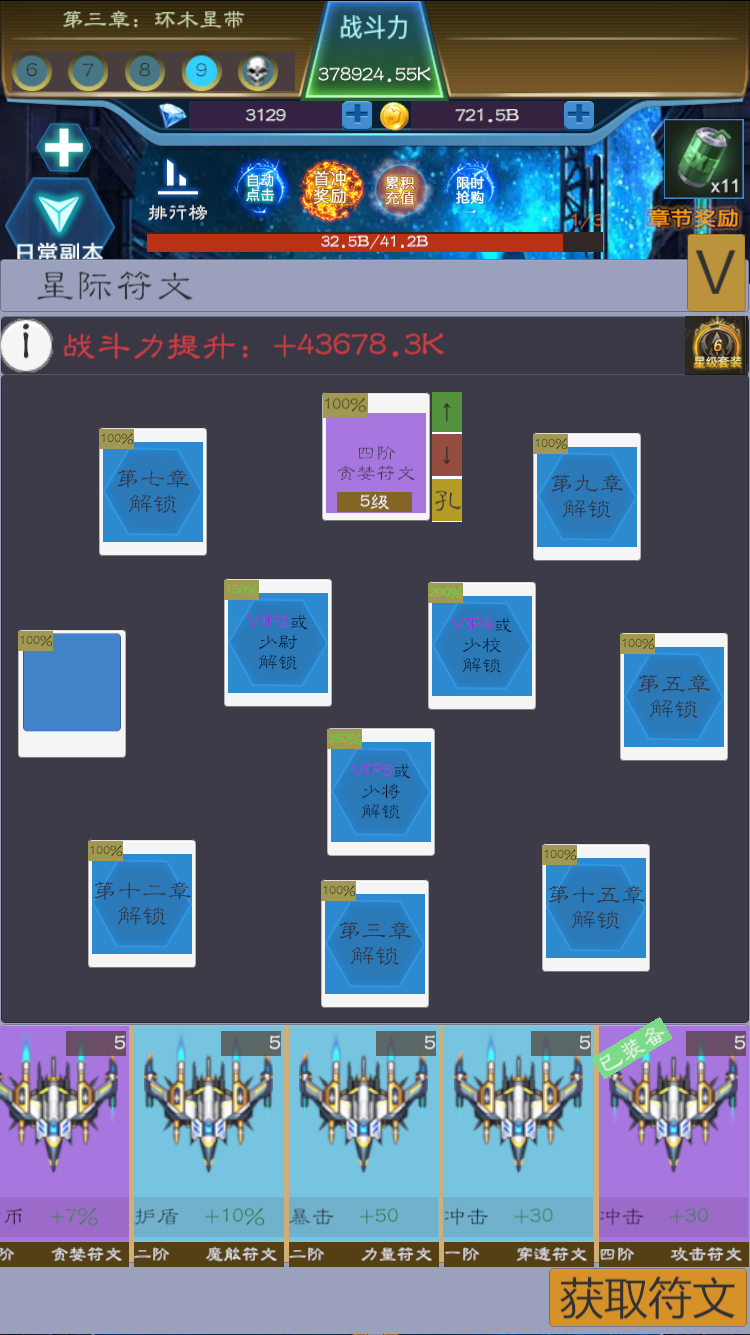 第三章：环木星带
战斗力
6 7 8 9
378924.55K
3129
721.5B
自动
点击
首冲
奖励
累积
充值
限时
抢购
排行榜
x11
1/3
章节奖励
日常副本
32.5B/41.2B
星际符文
V
i
战斗力提升：+43678.3K
6
星级套装
100%
四阶
贪婪符文
5级
↑
↓
孔
100%
第七章
解锁
100%
第九章
解锁
150%
VIP2或
少尉
解锁
200%
VIP4或
少校
解锁
100%
100%
第五章
解锁
250%
VIP6或
少将
解锁
100%
第十二章
解锁
100%
第三章
解锁
100%
第十五章
解锁
5 5 5 5 5
已装备
币 +7%
护盾 +10%
暴击 +50
冲击 +30
冲击 +30
阶 贪婪符文
二阶 魔能符文
二阶 力量符文
一阶 穿透符文
四阶 攻击符文
获取符文